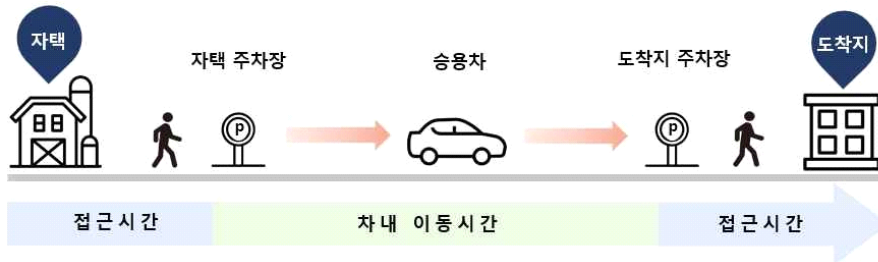 자택
도착지
자택 주차장
승용차
도착지 주차장
P
P
접근시간
차내 이동시간
접근시간